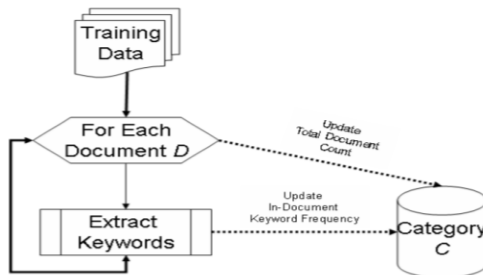 Training
Data
For Each
Document D
Update
Total Document
Count
Update
In-Document
Keyword Frequency
Extract
Keywords
Category
C